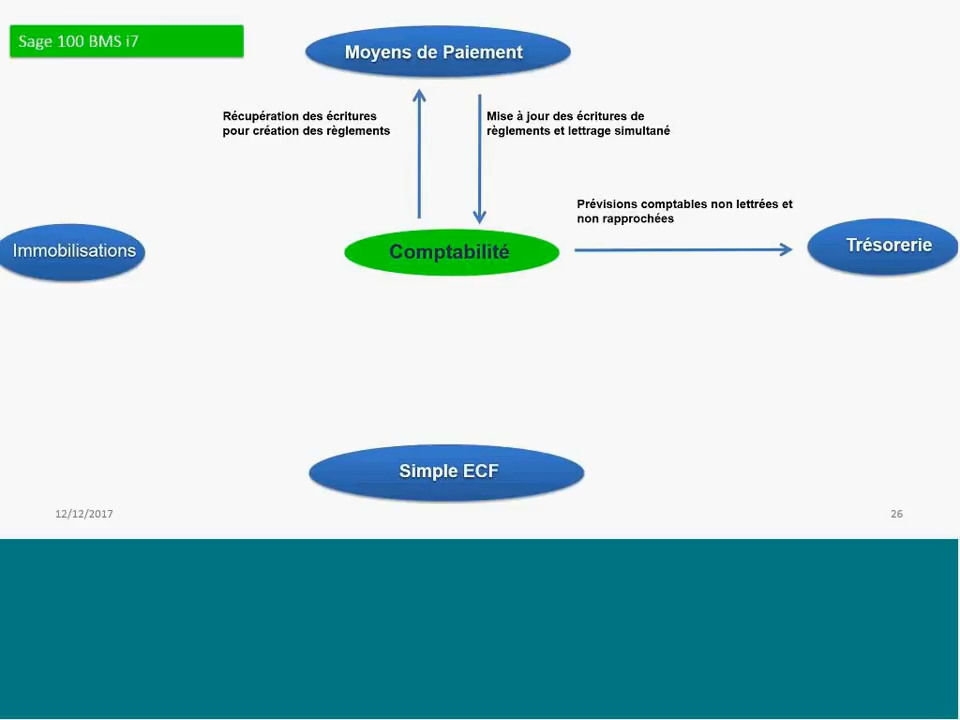 Sage 100 BMS i7
Moyens de Paiement
Récupération des écritures
pour création des règlements
Mise à jour des écritures de
règlements et lettrage simultané
Prévisions comptables non lettrées et
non rapprochées
Immobilisations
Comptabilité
Trésorerie
Simple ECF
12/12/2017
26